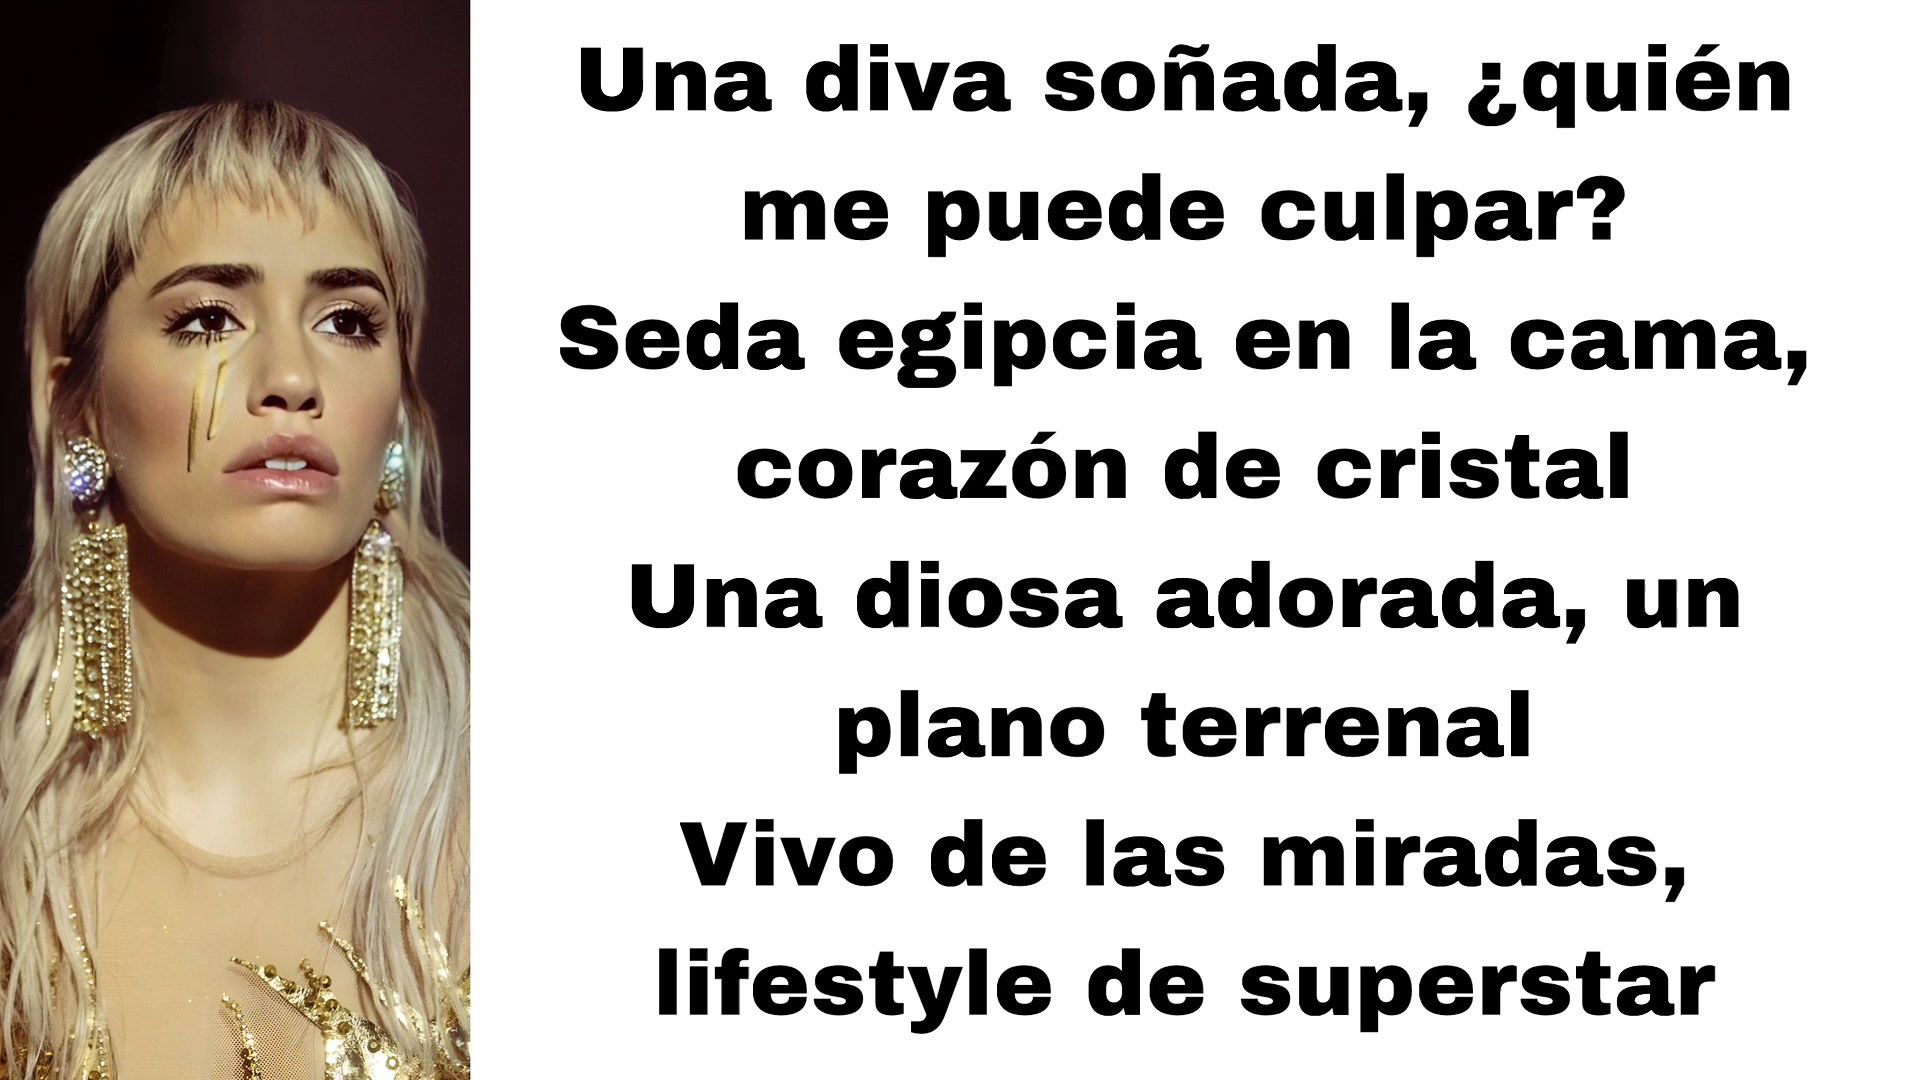 Una diva soñada, ¿quién
me puede culpar?
Seda egipcia en la cama,
corazón de cristal
Una diosa adorada, un
plano terrenal
Vivo de las miradas,
lifestyle de superstar